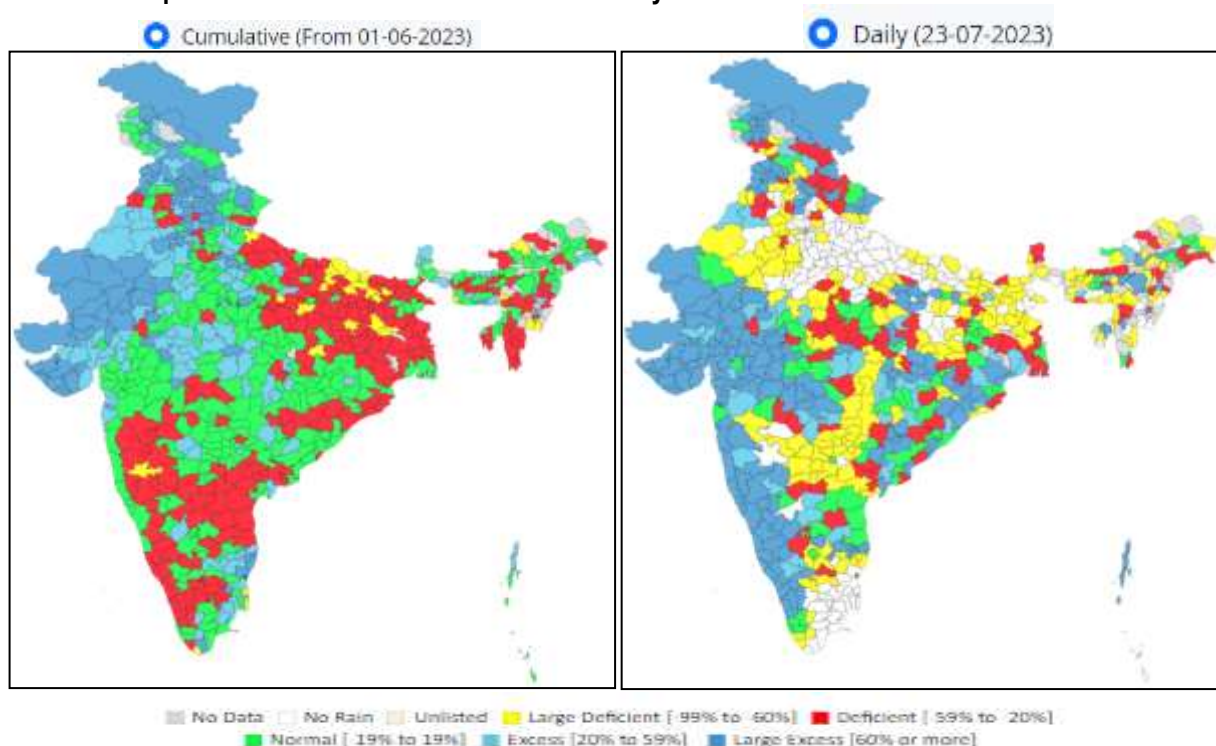 Cumulative (From 01-06-2023)
Daily (23-07-2023)
No Data No Rain Unlisted Large Deficient [-99% to -60%] Deficient [-59% to -20%]
Normal [-19% to 19%] Excess [20% to 59%] Large Excess [60% or more]